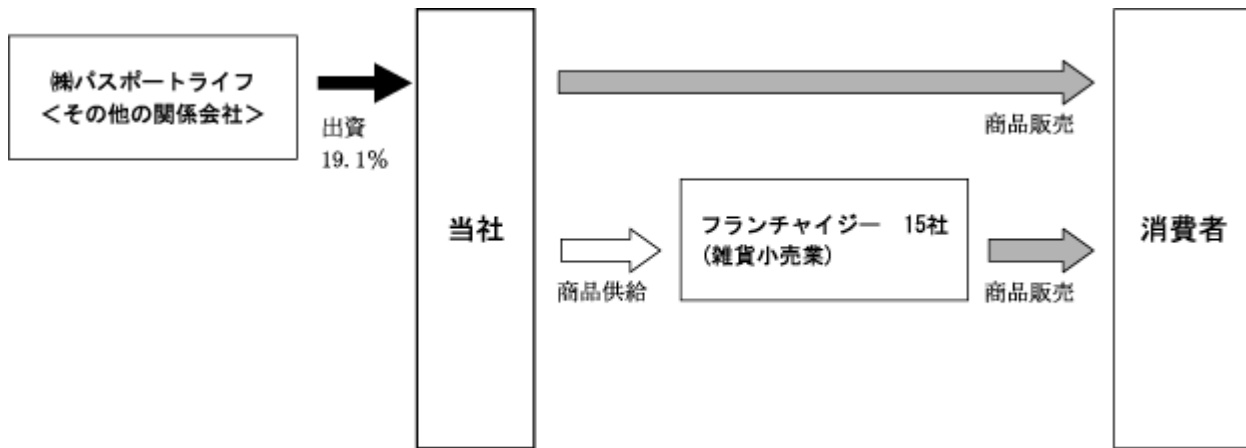 ㈱パスポートライフ
＜その他の関係会社＞
出資
19.1%
当社
商品販売
フランチャイジー　15社
(雑貨小売業)
商品供給
商品販売
消費者